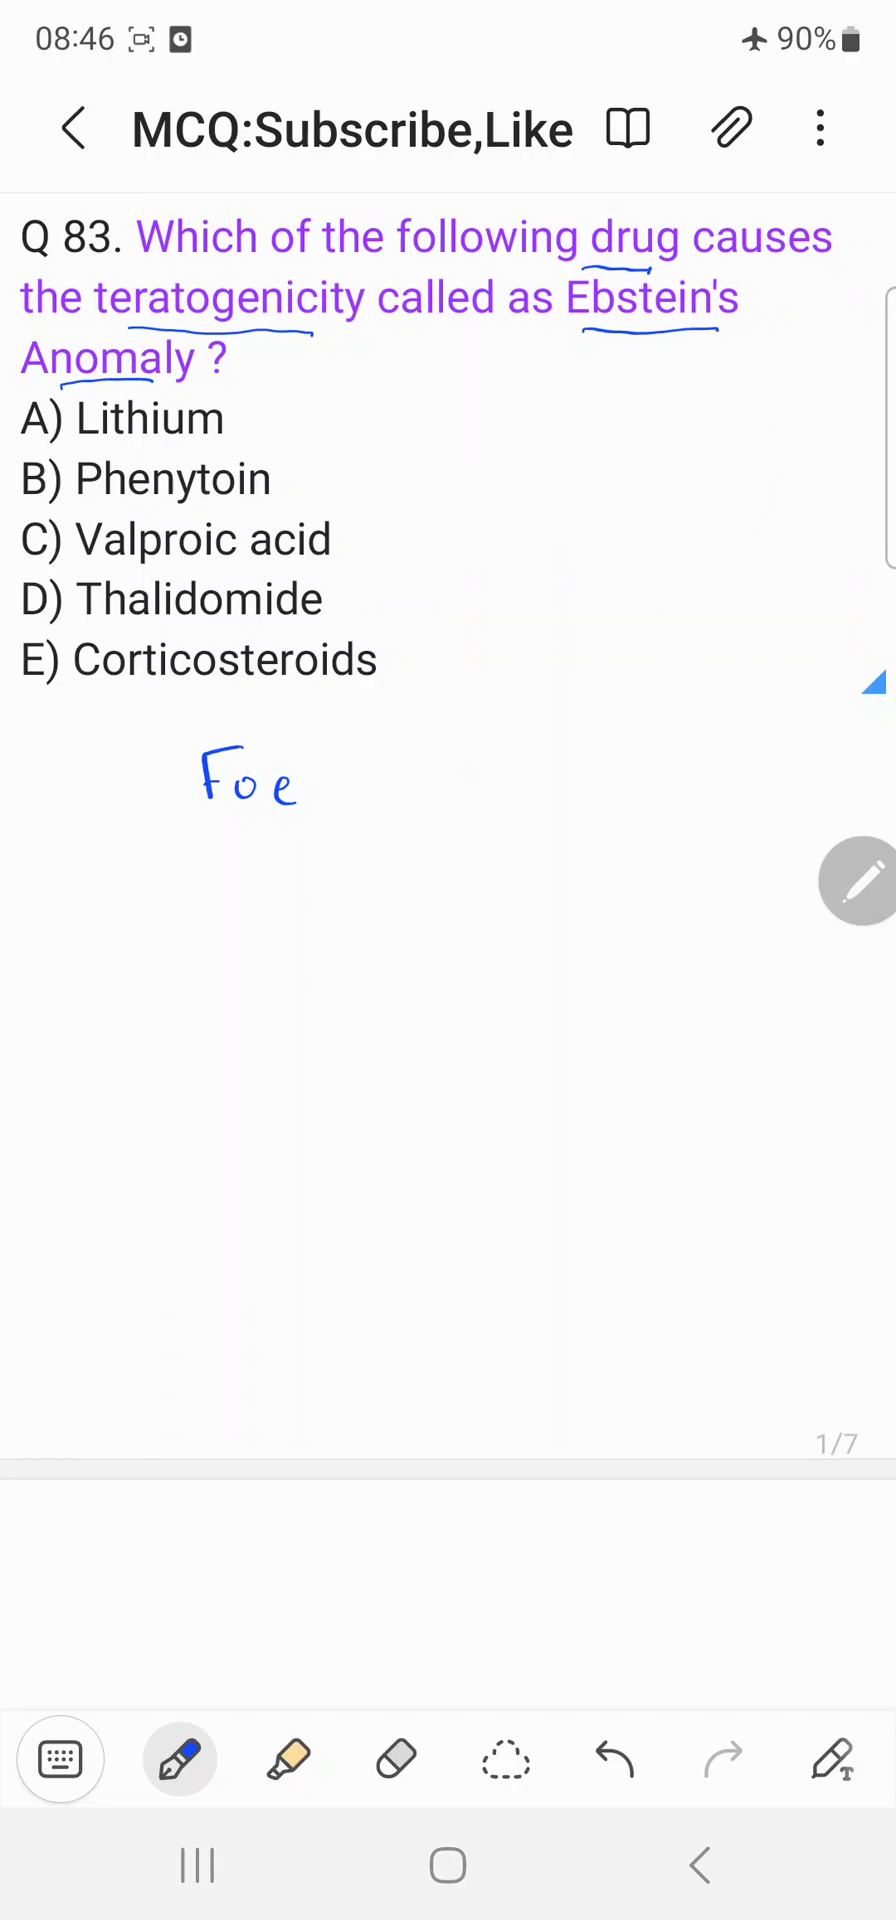 08:46 90%
MCQ:Subscribe,Like
Q 83. Which of the following drug causes
the teratogenicity called as Ebstein's
Anomaly ?
A) Lithium
B) Phenytoin
C) Valproic acid
D) Thalidomide
E) Corticosteroids
Foe
1/7
T